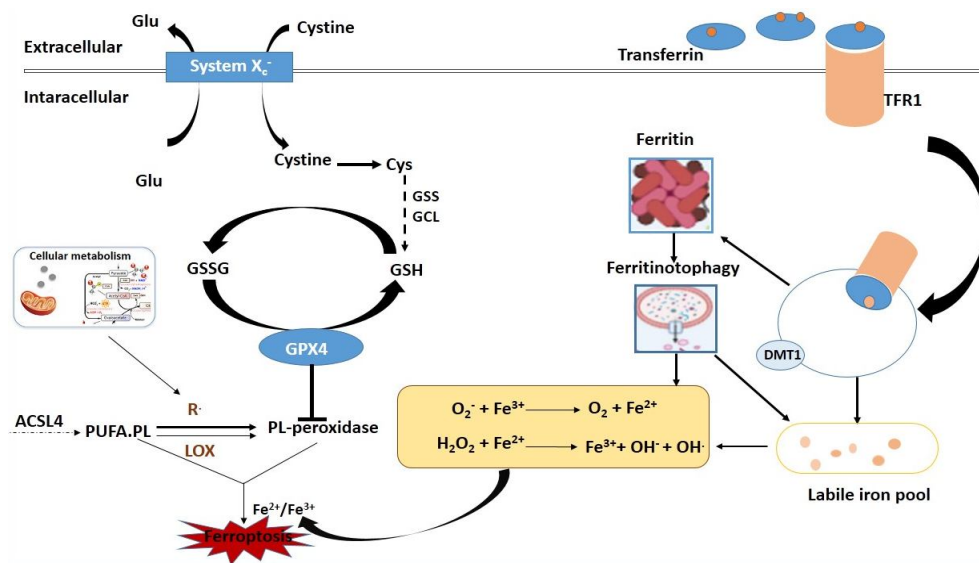 Glu
Cystine
Extracellular
System Xc-
Transferrin
Intaracellular
TFR1
Glu
Cystine
Cys
GSS
GCL
Ferritin
GSSG
GSH
Ferritinotophagy
Cellular metabolism
GPX4
DMT1
R·
ACSL4
PUFA.PL
LOX
PL-peroxidase
O2- + Fe3+ → O2 + Fe2+
H2O2 + Fe2+ → Fe3+ + OH- + OH·
Labile iron pool
Fe2+/Fe3+
Ferroptosis